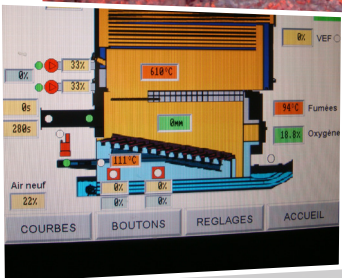 0%
VEF
33%
0%
610°C
33%
0s
94°C
Fumées
0mm
280s
18.8%
Oxygène
111°C
Air neuf
0%
0%
22%
0%
0%
COURBES
BOUTONS
REGLAGES
ACCUEIL